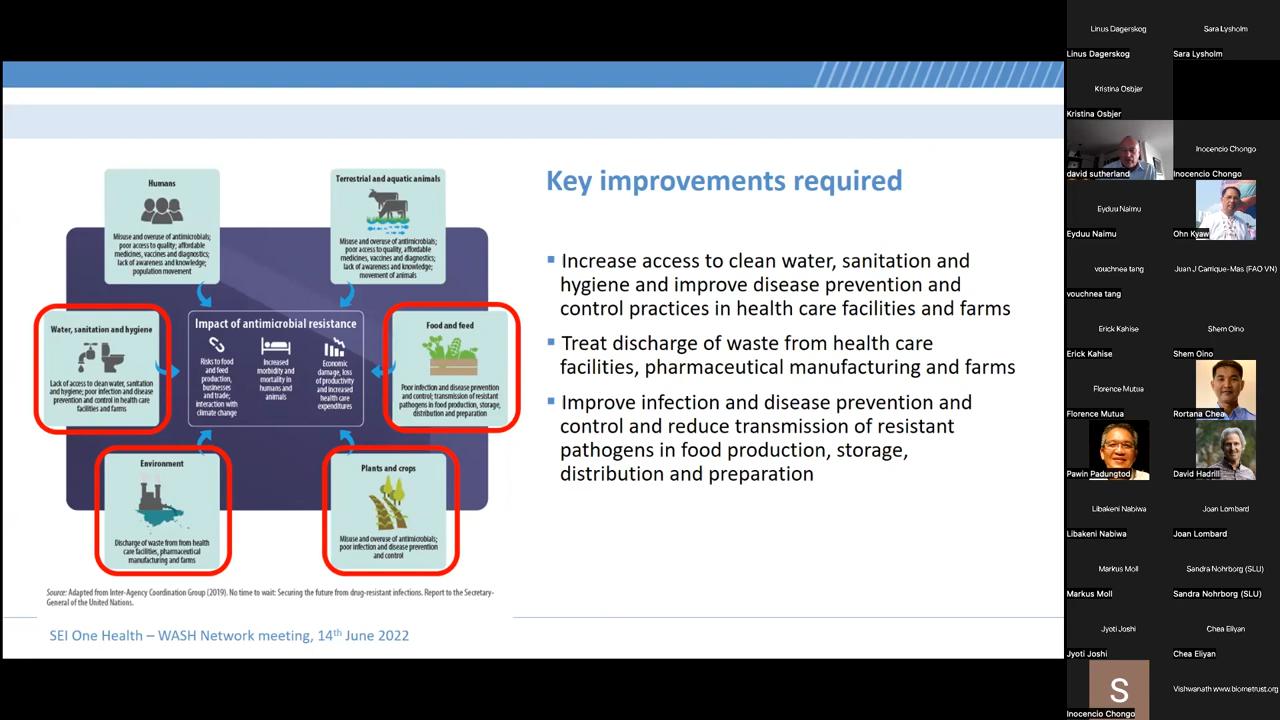 Humans
Misuse and overuse of antimicrobials;
poor access to quality; affordable
medicines, vaccines and diagnostics;
lack of awareness and knowledge;
population movement
Terrestrial and aquatic animals
Misuse and overuse of antimicrobials;
poor access to quality, affordable
medicines, vaccines and diagnostics;
lack of awareness and knowledge;
movement of animals
Water, sanitation and hygiene
Lack of access to clean water, sanitation
and hygiene; poor infection and disease
prevention and control in health care
facilities and farms
Impact of antimicrobial resistance
Risks to food
and feed
production,
businesses
and trade;
interaction with
climate change
Increased
morbidity and
mortality in
humans and
animals
Economic
damage, loss
of productivity
and increased
health care
expenditures
Food and feed
Poor infection and disease prevention
and control; transmission of resistant
pathogens in food production, storage,
distribution and preparation
Environment
Discharge of waste from from health
care facilities, pharmaceutical
manufacturing and farms
Plants and crops
Misuse and overuse of antimicrobials;
poor infection and disease prevention
and control
Source: Adapted from Inter-Agency Coordination Group (2019). No time to wait: Securing the future from drug-resistant infections. Report to the Secretary-
General of the United Nations.
SEI One Health – WASH Network meeting, 14th June 2022
Key improvements required
▪ Increase access to clean water, sanitation and
hygiene and improve disease prevention and
control practices in health care facilities and farms
▪ Treat discharge of waste from health care
facilities, pharmaceutical manufacturing and farms
▪ Improve infection and disease prevention and
control and reduce transmission of resistant
pathogens in food production, storage,
distribution and preparation
Linus Dagerskog
Linus Dagerskog
Sara Lysholm
Sara Lysholm
Kristina Osbjer
Kristina Osbjer
david sutherland
Inocencio Chongo
Inocencio Chongo
Eyduu Naimu
Eyduu Naimu
Ohn Kyaw
vouchnea tang
vouchnea tang
Juan J Carrique-Mas (FAO VN)
Erick Kahise
Erick Kahise
Shem Oino
Shem Oino
Florence Mutua
Florence Mutua
Rortana Chea
Pawin Padungtod
David Hadrill
Libakeni Nabiwa
Libakeni Nabiwa
Joan Lombard
Joan Lombard
Markus Moll
Markus Moll
Sandra Nohrborg (SLU)
Sandra Nohrborg (SLU)
Jyoti Joshi
Jyoti Joshi
Chea Eliyan
Chea Eliyan
S
Inocencio Chongo
Vishwanath www.biometrust.org